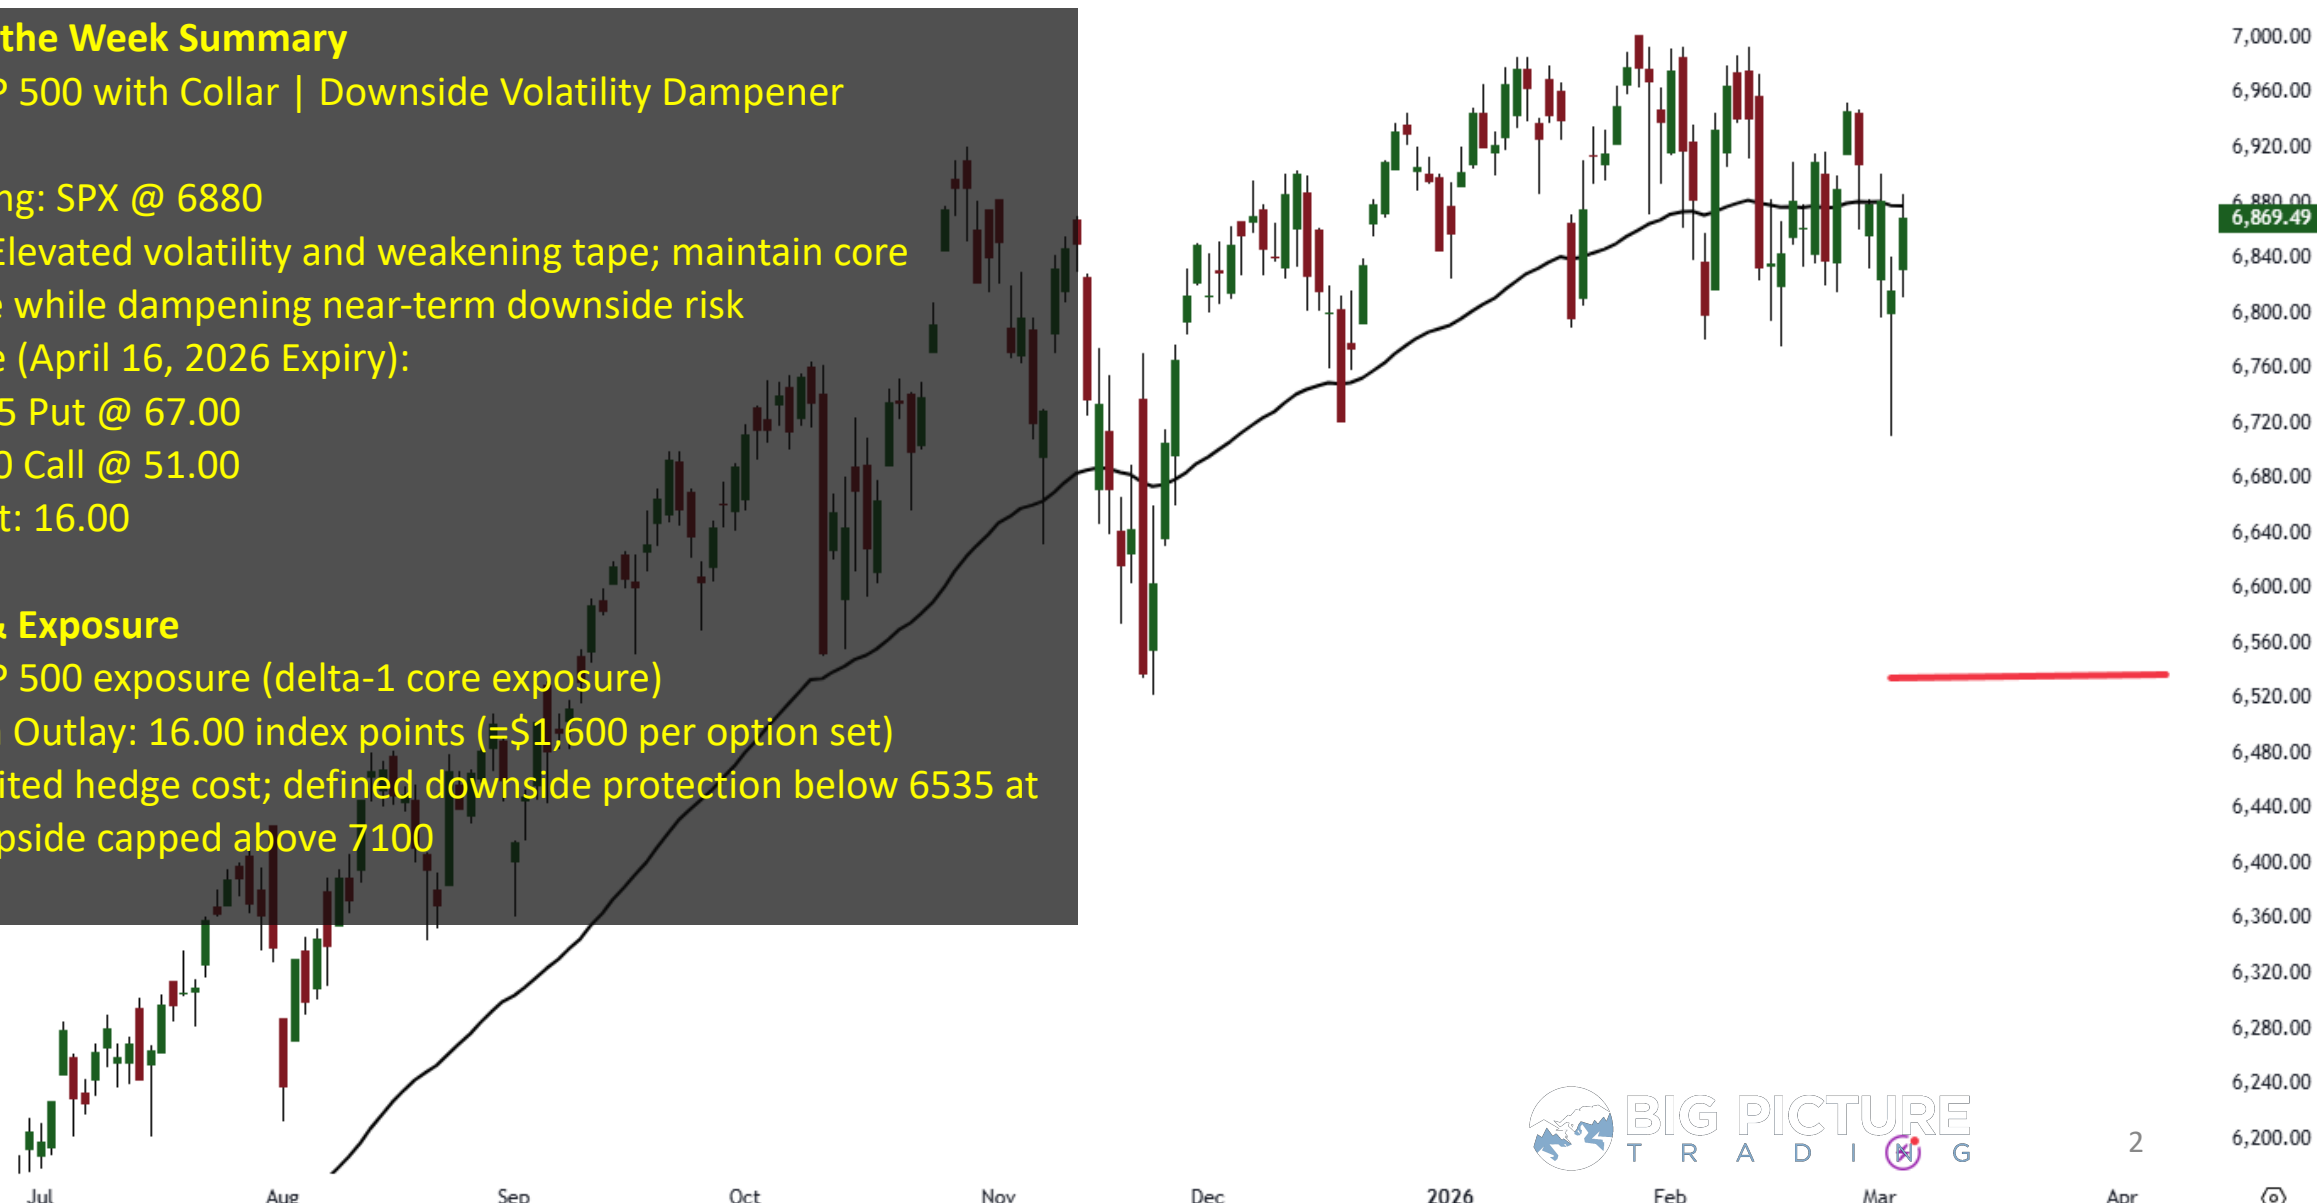 the Week Summary
P 500 with Collar | Downside Volatility Dampener
ng: SPX @ 6880
Elevated volatility and weakening tape; maintain core
e while dampening near-term downside risk
e (April 16, 2026 Expiry):
5 Put @ 67.00
0 Call @ 51.00
t: 16.00
& Exposure
P 500 exposure (delta-1 core exposure)
n Outlay: 16.00 index points (=$1,600 per option set)
ited hedge cost; defined downside protection below 6535 at
pside capped above 7100
7,000.00
6,960.00
6,920.00
6,880.00
6,869.49
6,840.00
6,800.00
6,760.00
6,720.00
6,680.00
6,640.00
6,600.00
6,560.00
6,520.00
6,480.00
6,440.00
6,400.00
6,360.00
6,320.00
6,280.00
6,240.00
6,200.00
BIG PICTURE
TRADING
2
Jul Aug Sep Oct Nov Dec 2026 Feb Mar Apr